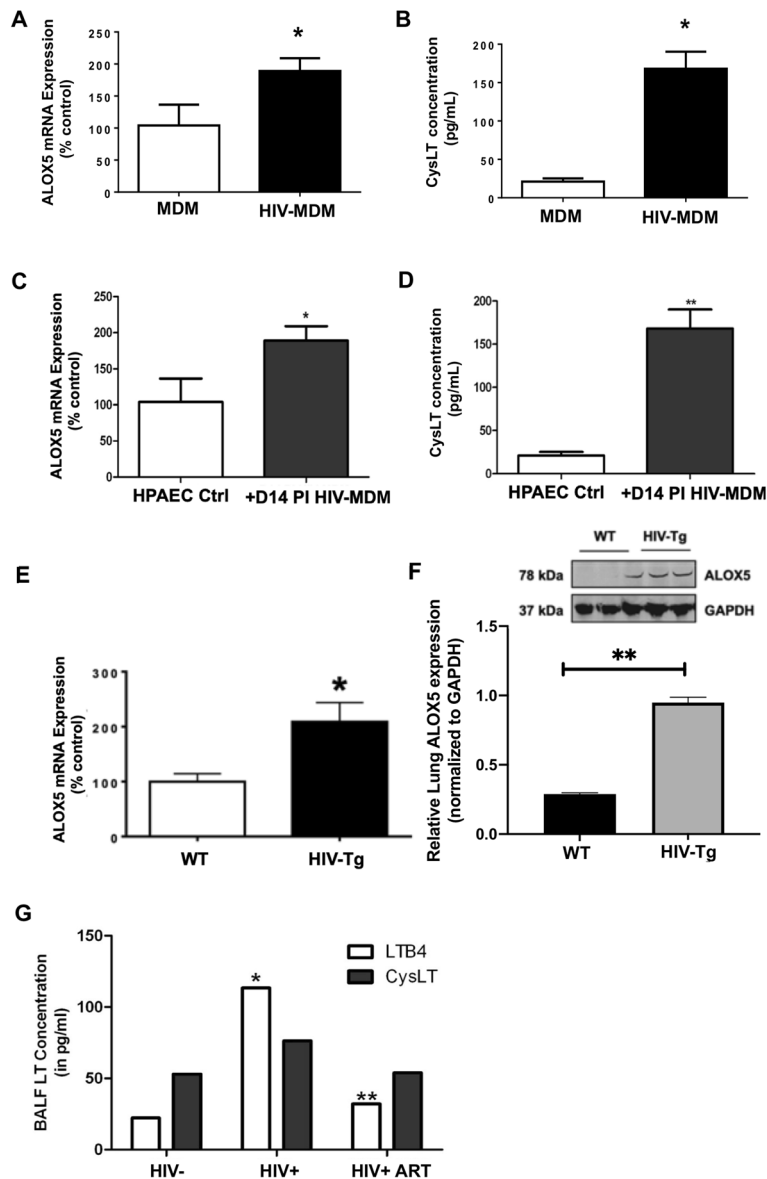 A
ALOX5 mRNA Expression
(% control)
250
200
150
100
50
0
*
MDM
HIV-MDM
B
CysLT concentration
(pg/mL)
200
150
100
50
0
*
MDM
HIV-MDM
C
ALOX5 mRNA Expression
(% control)
250
200
150
100
50
0
*
HPAEC Ctrl
+D14 PI HIV-MDM
D
CysLT concentration
(pg/mL)
200
150
100
50
0
**
HPAEC Ctrl
+D14 PI HIV-MDM
E
ALOX5 mRNA Expression
(% control)
300
200
100
0
*
WT
HIV-Tg
F
WT HIV-Tg
78 kDa ALOX5
37 kDa GAPDH
Relative Lung ALOX5 expression
(normalized to GAPDH)
1.5
1.0
0.5
0.0
**
WT
HIV-Tg
G
BALF LT Concentration
(in pg/ml)
150
100
50
0
LTB4
CysLT
*
**
HIV-
HIV+
HIV+ ART